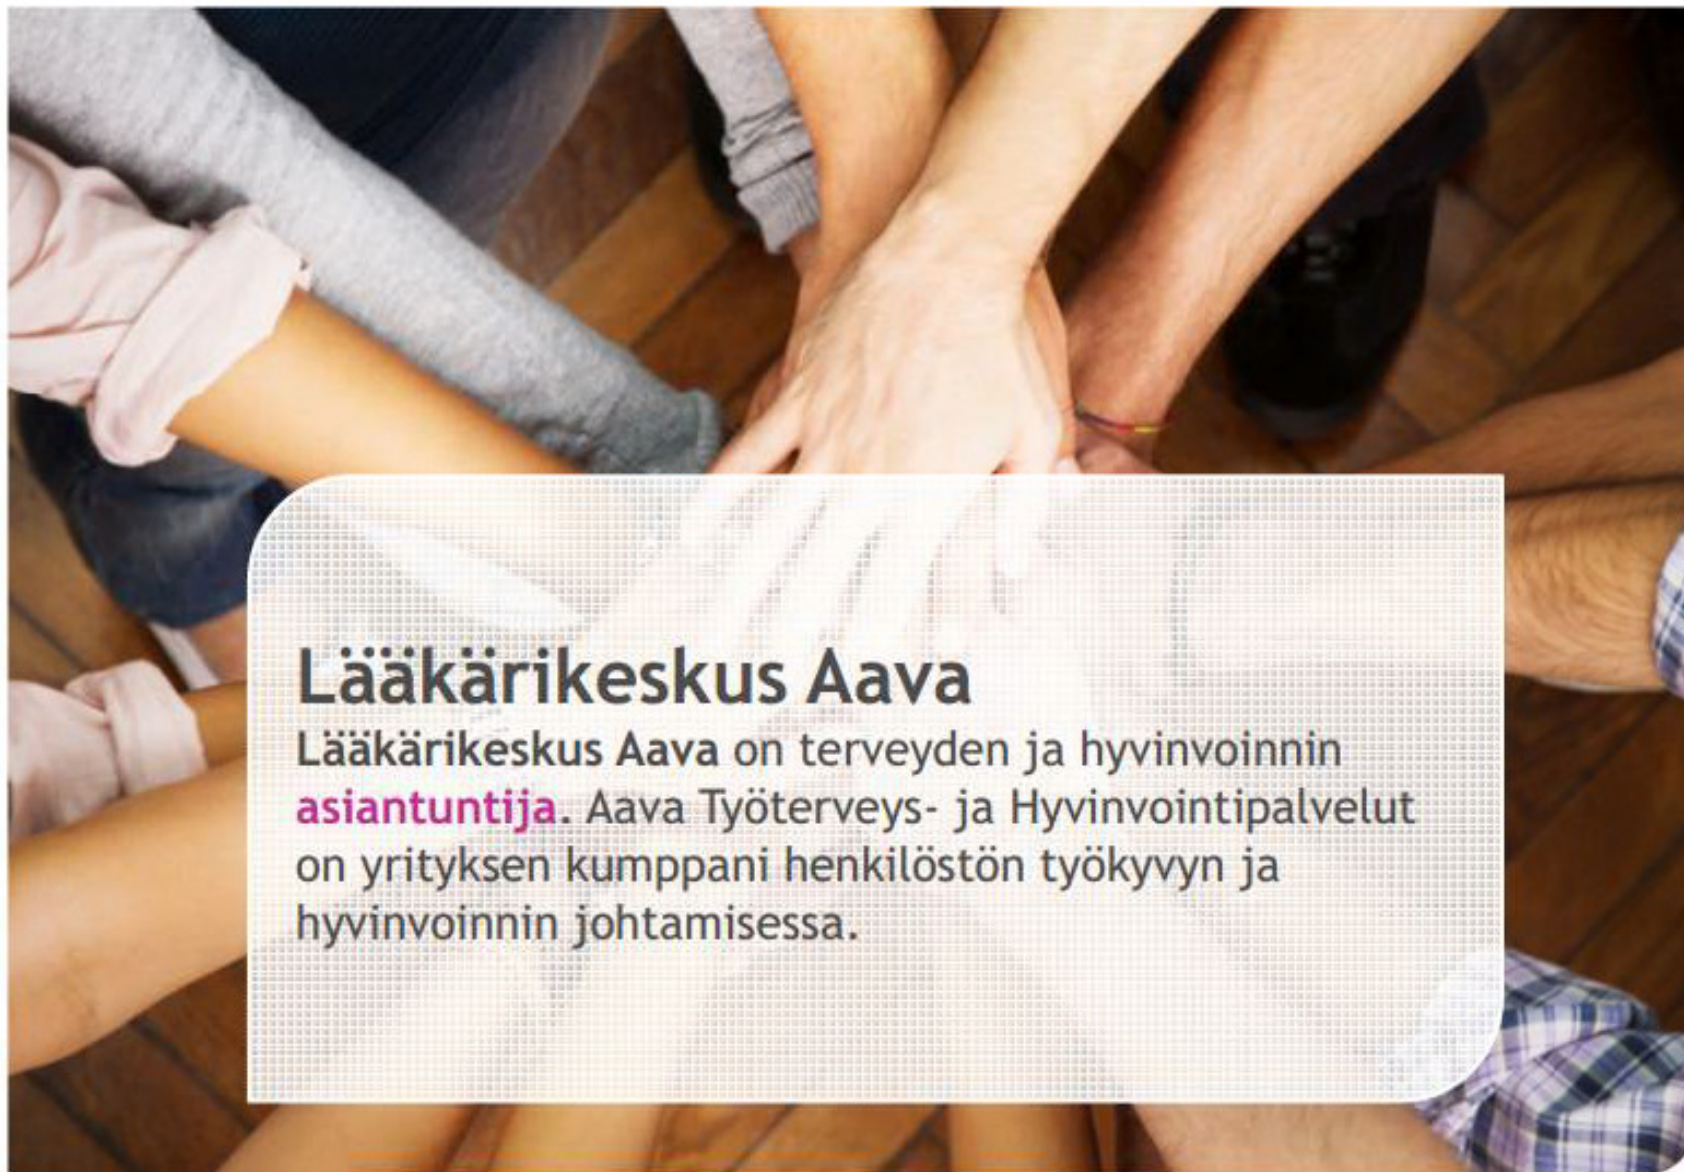 Lääkärikeskus Aava
Lääkärikeskus Aava on terveyden ja hyvinvoinnin
asiantuntija. Aava Työterveys- ja Hyvinvointipalvelut
on yrityksen kumppani henkilöstön työkyvyn ja
hyvinvoinnin johtamisessa.